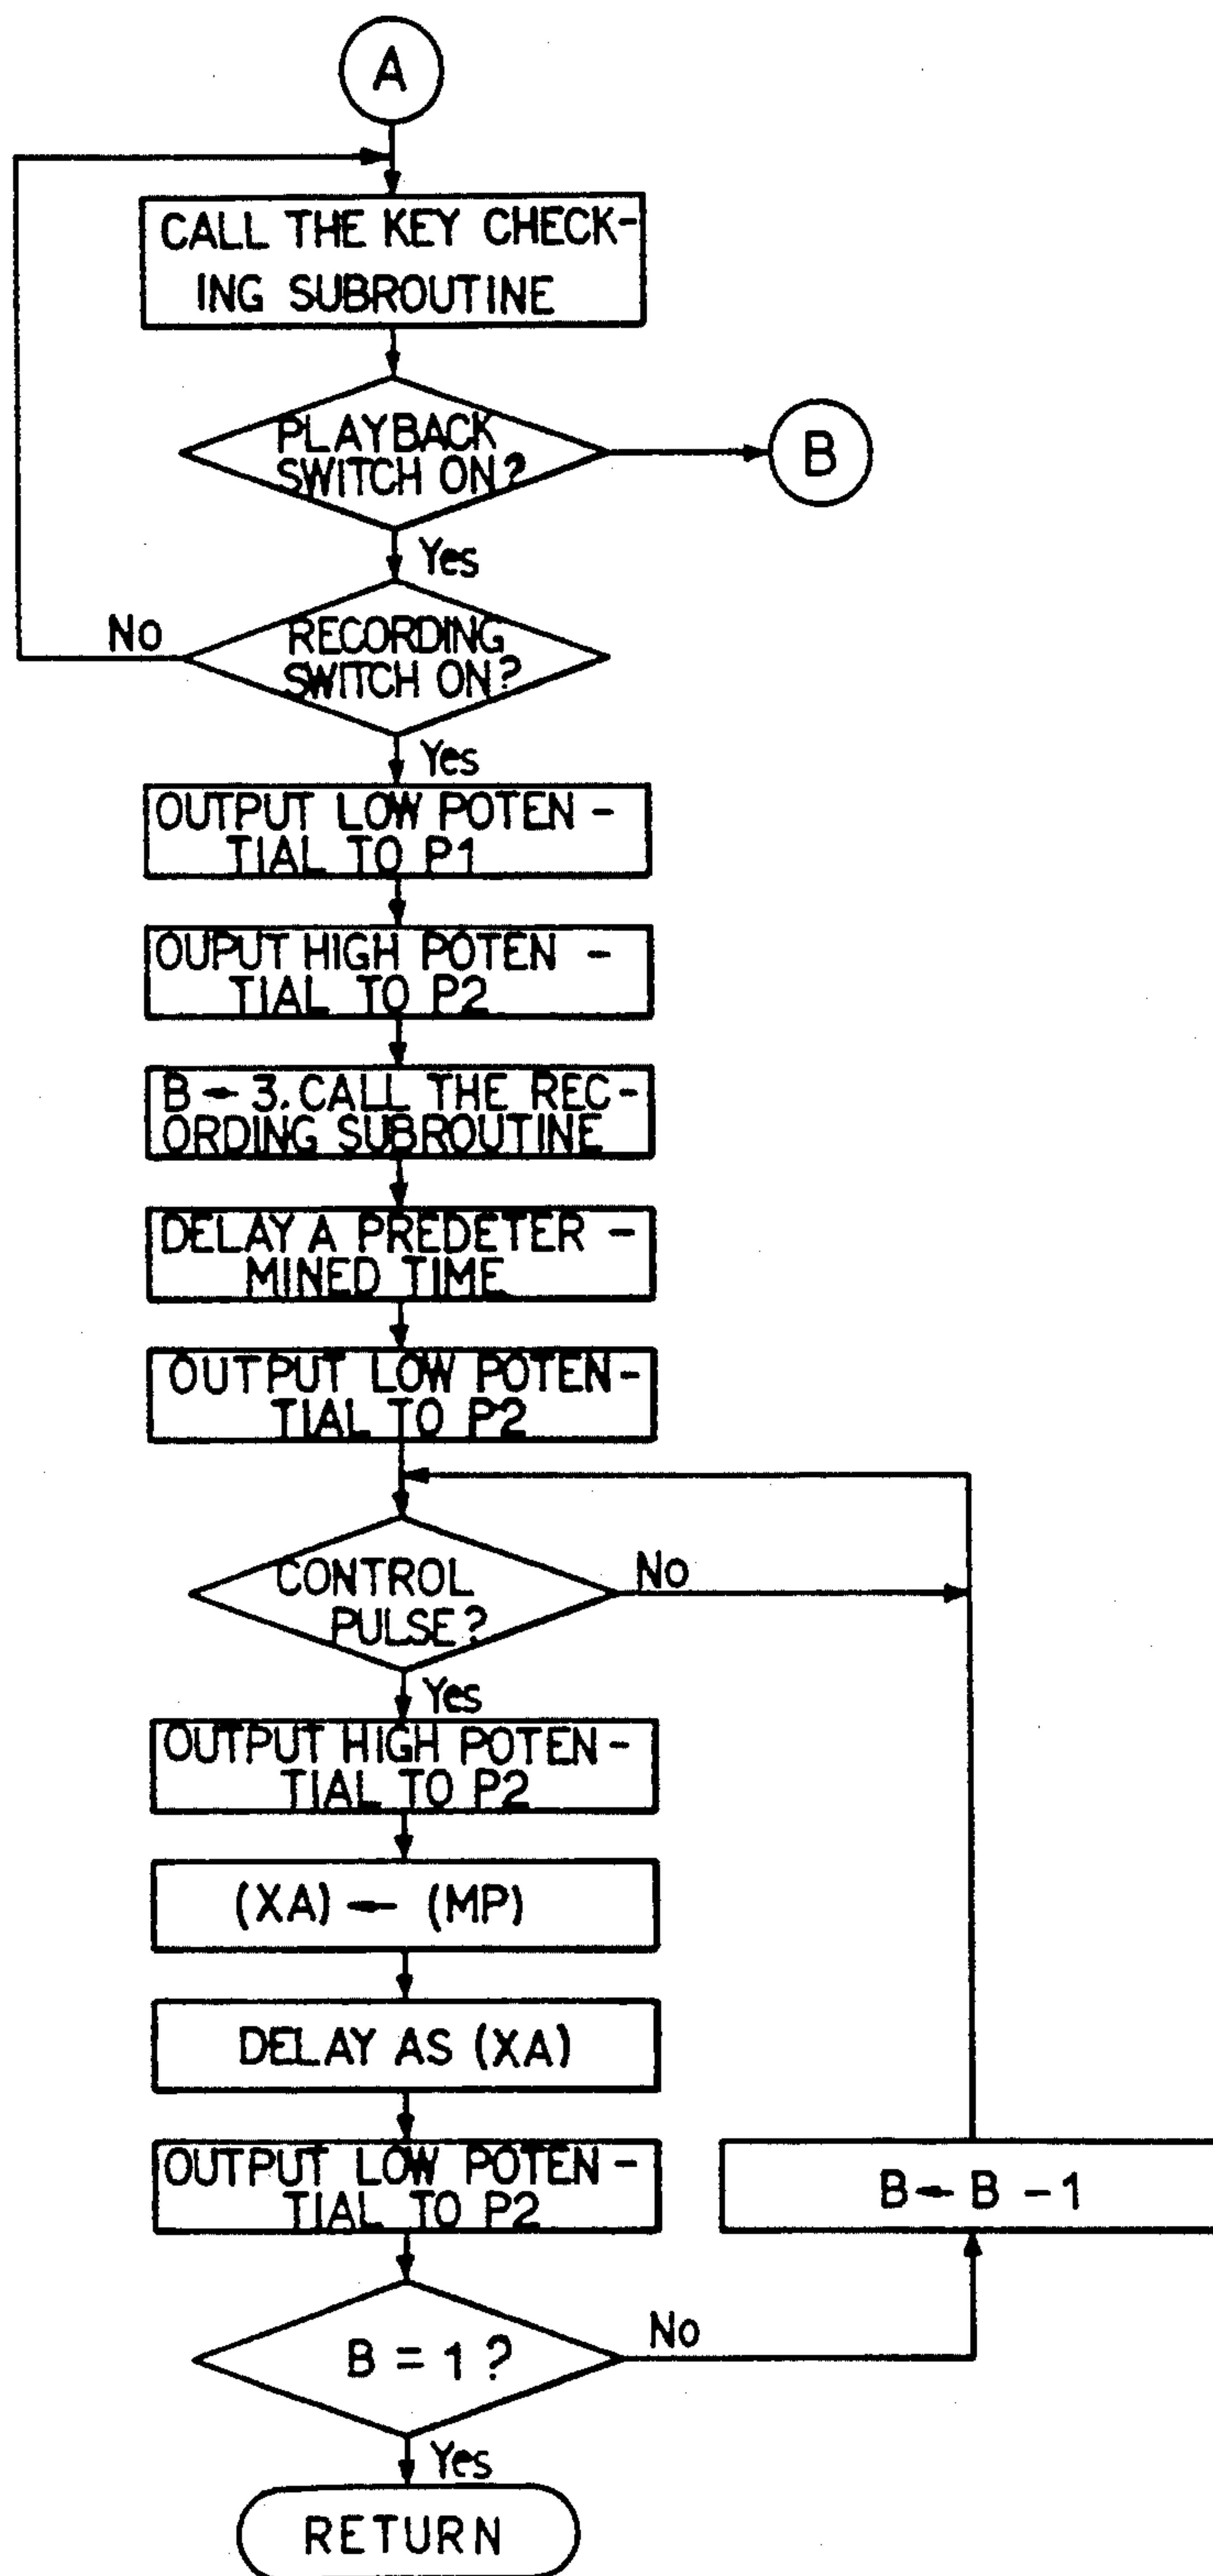 A
CALL THE KEY CHECK-
ING SUBROUTINE
PLAYBACK
SWITCH ON?
B
Yes
No
RECORDING
SWITCH ON?
Yes
OUTPUT LOW POTEN-
TIAL TO P1
OUPUT HIGH POTEN-
TIAL TO P2
B ← 3. CALL THE REC-
ORDING SUBROUTINE
DELAY A PREDETER-
MINED TIME
OUTPUT LOW POTEN-
TIAL TO P2
CONTROL
PULSE?
No
Yes
OUTPUT HIGH POTEN-
TIAL TO P2
(XA) ← (MP)
DELAY AS (XA)
OUTPUT LOW POTEN-
TIAL TO P2
B ← B - 1
B = 1 ?
No
Yes
RETURN